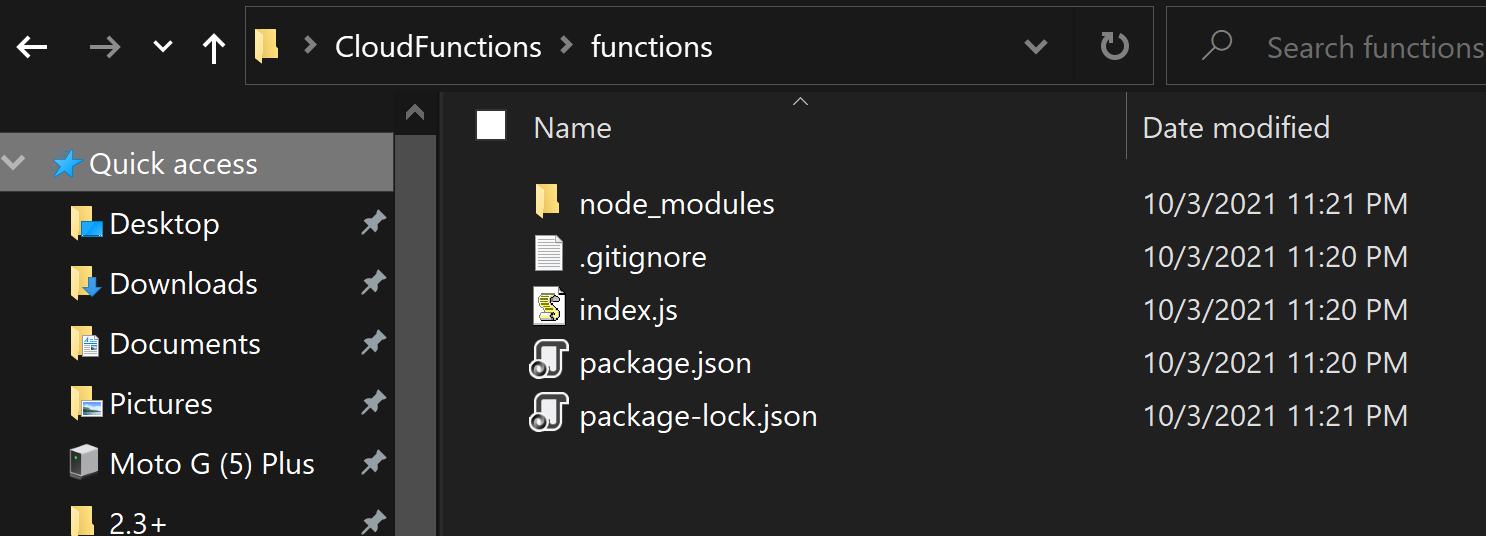 CloudFunctions functions
Search functions
Name Date modified
Quick access
Desktop
Downloads
Documents
Pictures
Moto G (5) Plus
2.3+
node_modules 10/3/2021 11:21 PM
.gitignore 10/3/2021 11:20 PM
index.js 10/3/2021 11:20 PM
package.json 10/3/2021 11:20 PM
package-lock.json 10/3/2021 11:21 PM